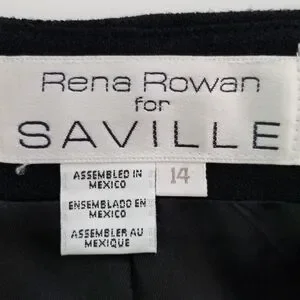 Rena Rowan
for
SAVILLE
ASSEMBLED IN
MEXICO
14
ENSEMBLADO EN
MEXICO
ASSEMBLER AU
MEXIQUE